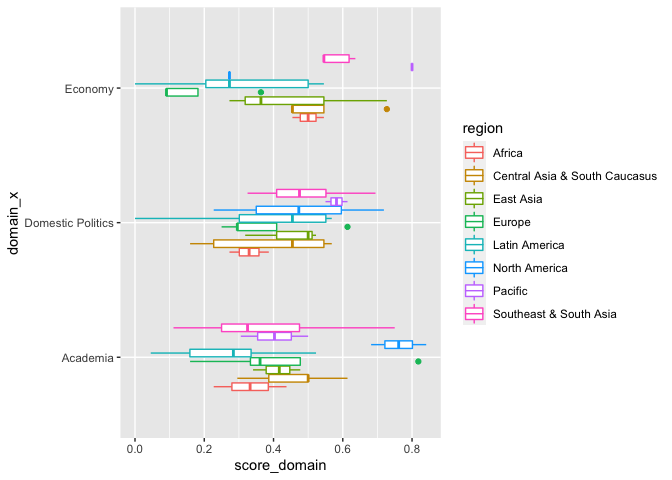 Economy
Domestic Politics
Academia
domain_x
0.0 0.2 0.4 0.6 0.8
score_domain
region
Africa
Central Asia & South Caucasus
East Asia
Europe
Latin America
North America
Pacific
Southeast & South Asia